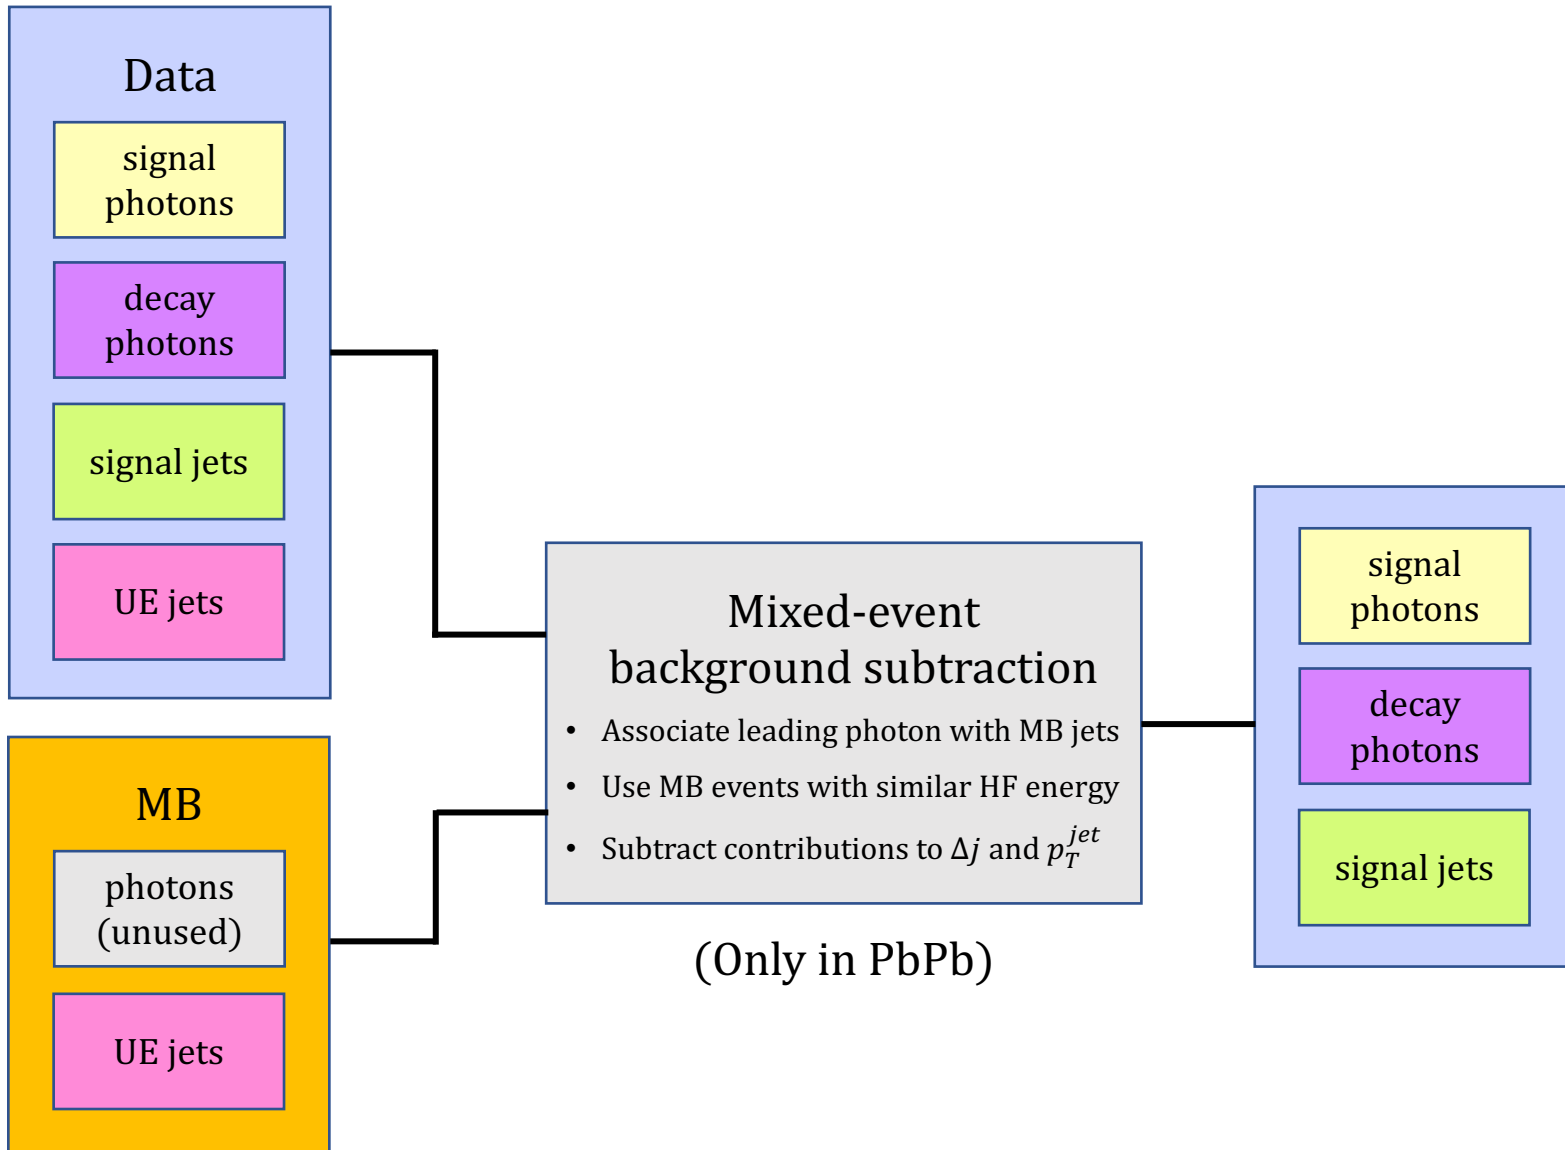 Data
signal
photons
decay
photons
signal jets
UE jets
MB
photons
(unused)
UE jets
Mixed-event
background subtraction
• Associate leading photon with MB jets
• Use MB events with similar HF energy
• Subtract contributions to Δj and p_T^{jet}
(Only in PbPb)
signal
photons
decay
photons
signal jets